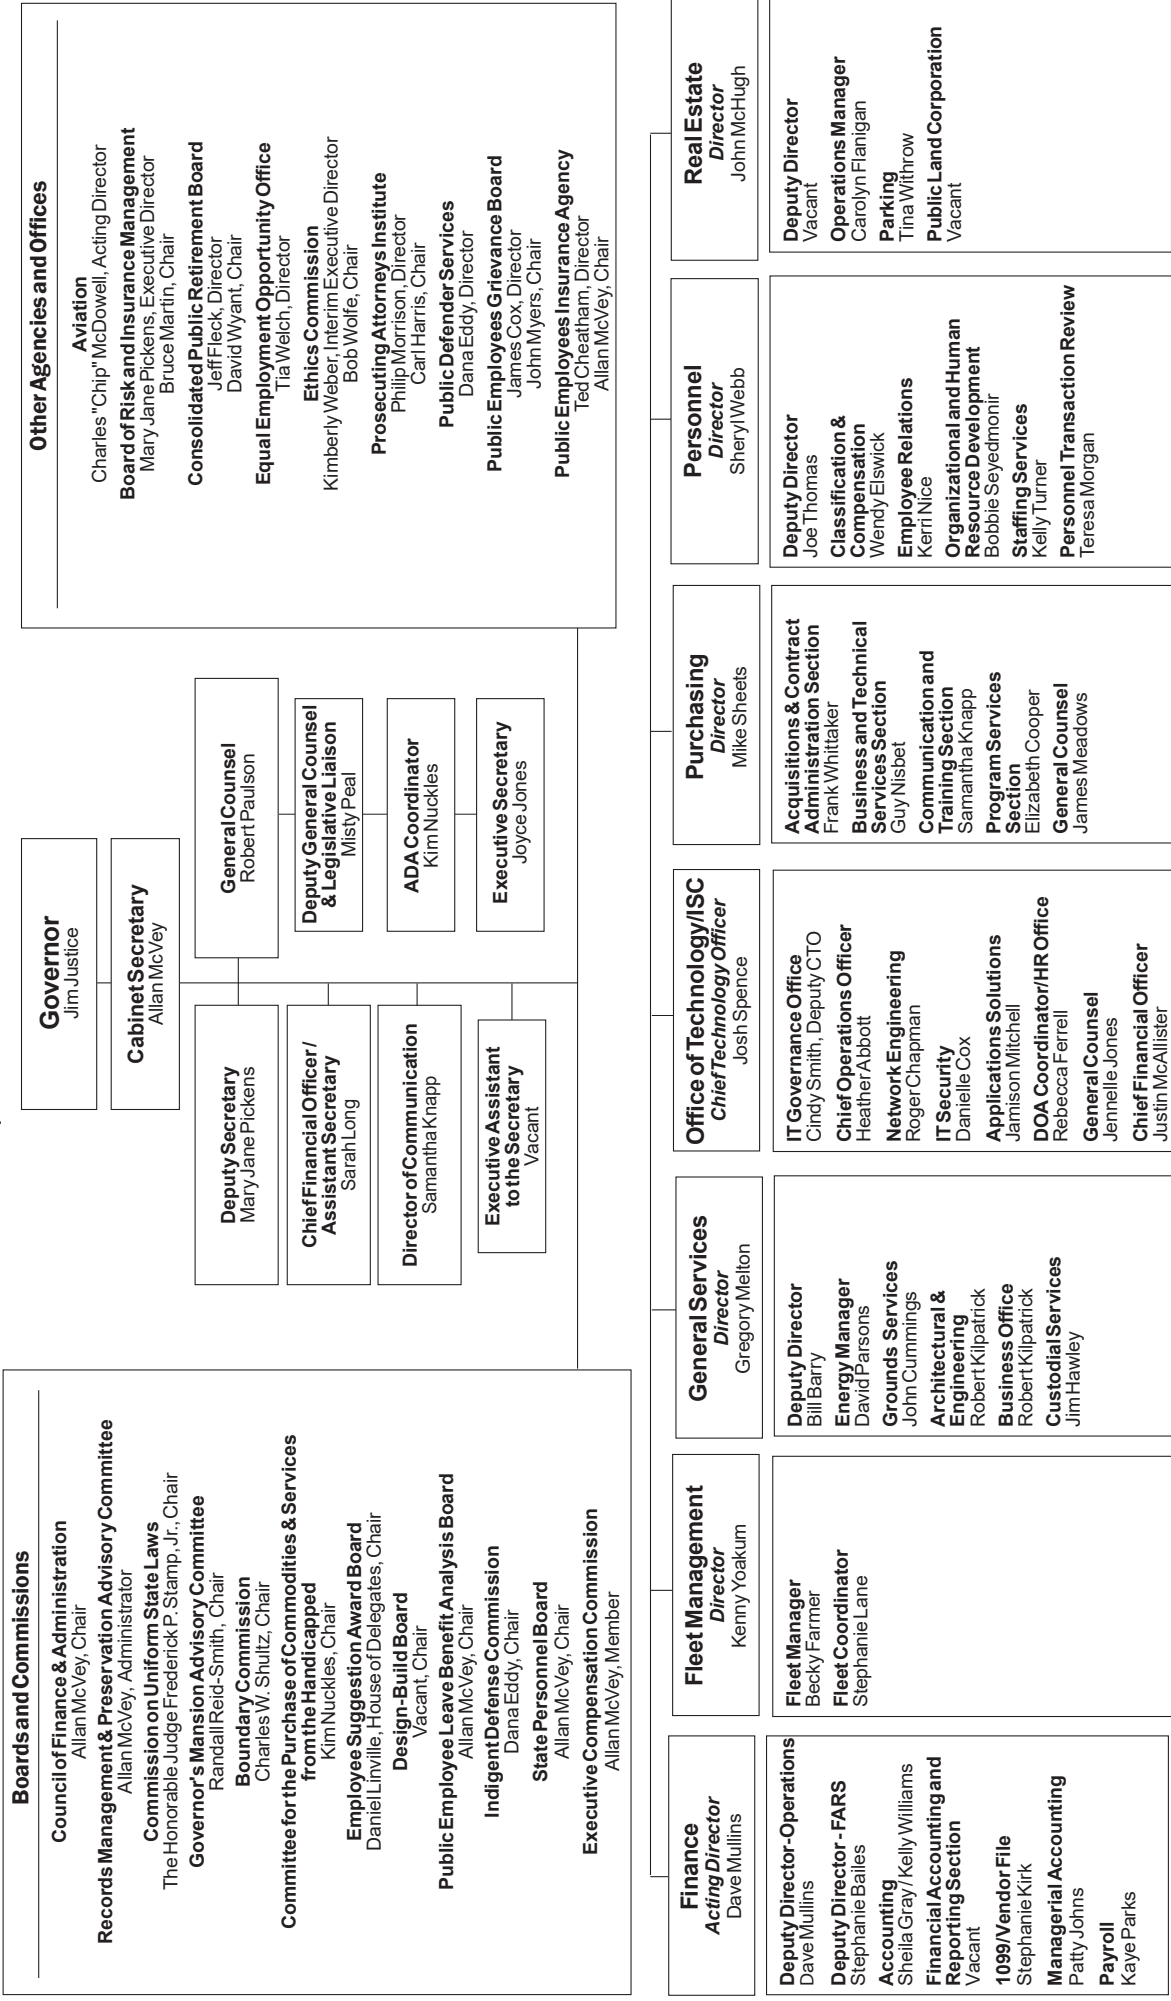 Governor
Jim Justice
Cabinet Secretary
Allan McVey
Boards and Commissions
Council of Finance & Administration
Allan McVey, Chair
Records Management & Preservation Advisory Committee
Allan McVey, Administrator
Commission on Uniform State Laws
The Honorable Judge Frederick P. Stamp, Jr., Chair
Governor's Mansion Advisory Committee
Randall Reid-Smith, Chair
Boundary Commission
Charles W. Shultz, Chair
Committee for the Purchase of Commodities & Services
from the Handicapped
Kim Nuckles, Chair
Employee Suggestion Award Board
Daniel Linville, House of Delegates, Chair
Design-Build Board
Vacant, Chair
Public Employee Leave Benefit Analysis Board
Allan McVey, Chair
Indigent Defense Commission
Dana Eddy, Chair
State Personnel Board
Allan McVey, Chair
Executive Compensation Commission
Allan McVey, Member
Deputy Secretary
Mary Jane Pickens
Chief Financial Officer /
Assistant Secretary
Sarah Long
Director of Communication
Samantha Knapp
Executive Assistant
to the Secretary
Vacant
General Counsel
Robert Paulson
Deputy General Counsel
& Legislative Liaison
Misty Peal
ADA Coordinator
Kim Nuckles
Executive Secretary
Joyce Jones
Other Agencies and Offices
Aviation
Charles "Chip" McDowell, Acting Director
Board of Risk and Insurance Management
Mary Jane Pickens, Executive Director
Bruce Martin, Chair
Consolidated Public Retirement Board
Jeff Fleck, Director
David Wyant, Chair
Equal Employment Opportunity Office
Tia Welch, Director
Ethics Commission
Kimberly Weber, Interim Executive Director
Bob Wolfe, Chair
Prosecuting Attorneys Institute
Philip Morrison, Director
Carl Harris, Chair
Public Defender Services
Dana Eddy, Director
Public Employees Grievance Board
James Cox, Director
John Myers, Chair
Public Employees Insurance Agency
Ted Cheatham, Director
Allan McVey, Chair
Finance
Acting Director
Dave Mullins
Deputy Director-Operations
Dave Mullins
Deputy Director - FARS
Stephanie Bailes
Accounting
Sheila Gray / Kelly Williams
Financial Accounting and
Reporting Section
Vacant
1099/Vendor File
Stephanie Kirk
Managerial Accounting
Patty Johns
Payroll
Kaye Parks
Fleet Management
Director
Kenny Yoakum
Fleet Manager
Becky Farmer
Fleet Coordinator
Stephanie Lane
General Services
Director
Gregory Melton
Deputy Director
Bill Barry
Energy Manager
David Parsons
Grounds Services
John Cummings
Architectural &
Engineering
Robert Kilpatrick
Business Office
Robert Kilpatrick
Custodial Services
Jim Hawley
Office of Technology/ISC
Chief Technology Officer
Josh Spence
IT Governance Office
Cindy Smith, Deputy CTO
Chief Operations Officer
Heather Abbott
Network Engineering
Roger Chapman
IT Security
Danielle Cox
Applications Solutions
Jamison Mitchell
DOA Coordinator/HR Office
Rebecca Ferrell
General Counsel
Jennelle Jones
Chief Financial Officer
Justin McAllister
Purchasing
Director
Mike Sheets
Acquisitions & Contract
Administration Section
Frank Whittaker
Business and Technical
Services Section
Guy Nisbet
Communication and
Training Section
Samantha Knapp
Program Services
Section
Elizabeth Cooper
General Counsel
James Meadows
Personnel
Director
Sheryl Webb
Deputy Director
Joe Thomas
Classification &
Compensation
Wendy Elswick
Employee Relations
Kerri Nice
Organizational and Human
Resource Development
Bobbie Seyedmonir
Staffing Services
Kelly Turner
Personnel Transaction Review
Teresa Morgan
Real Estate
Director
John McHugh
Deputy Director
Vacant
Operations Manager
Carolyn Flanigan
Parking
Tina Withrow
Public Land Corporation
Vacant